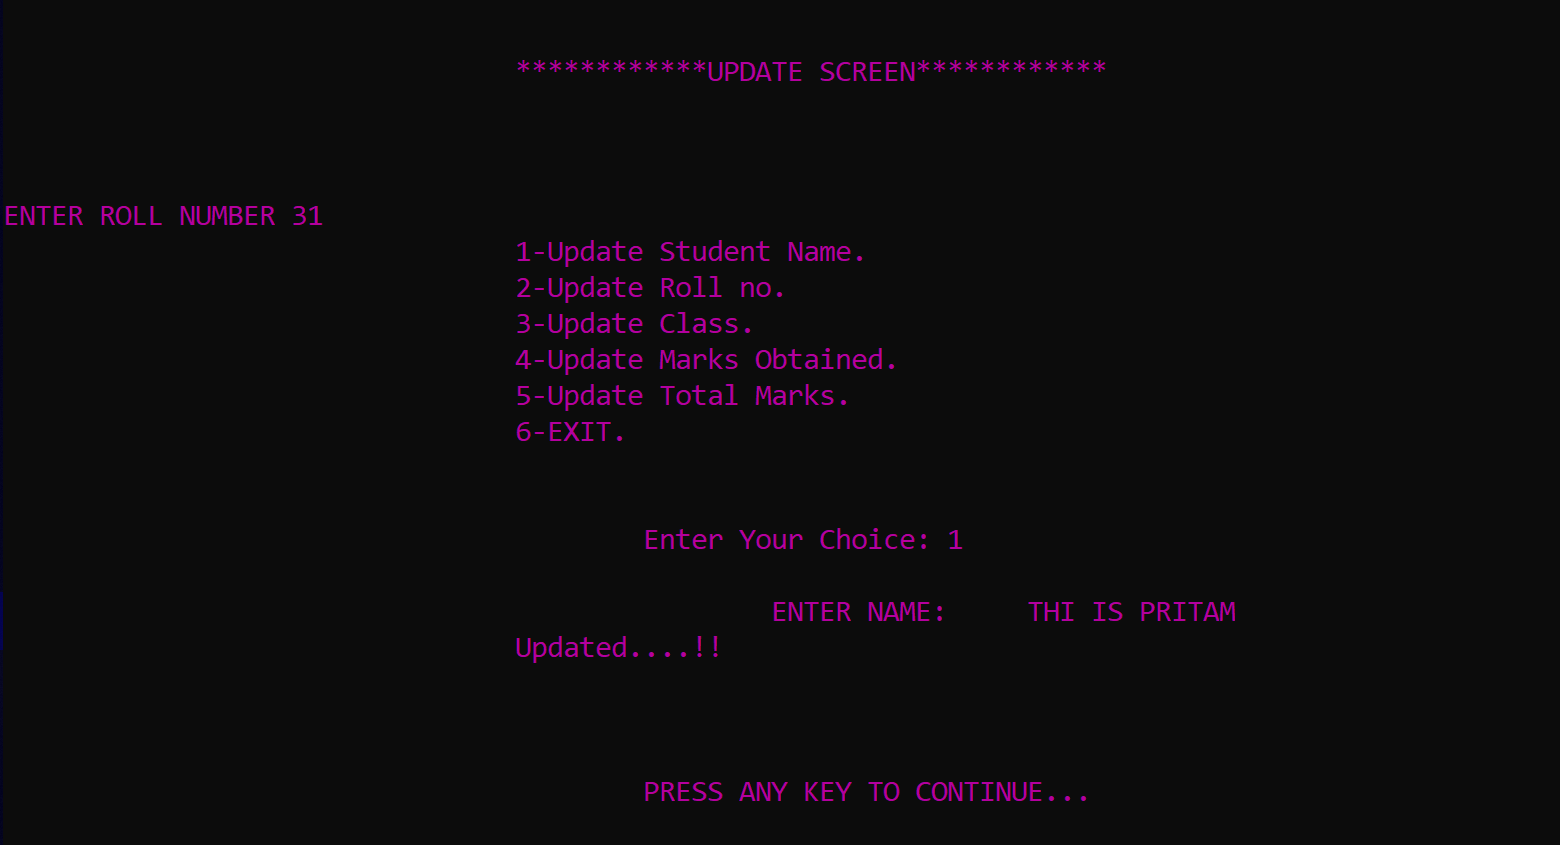 ************UPDATE SCREEN************
ENTER ROLL NUMBER 31
1-Update Student Name.
2-Update Roll no.
3-Update Class.
4-Update Marks Obtained.
5-Update Total Marks.
6-EXIT.
Enter Your Choice: 1
ENTER NAME: THI IS PRITAM
Updated....!!
PRESS ANY KEY TO CONTINUE...